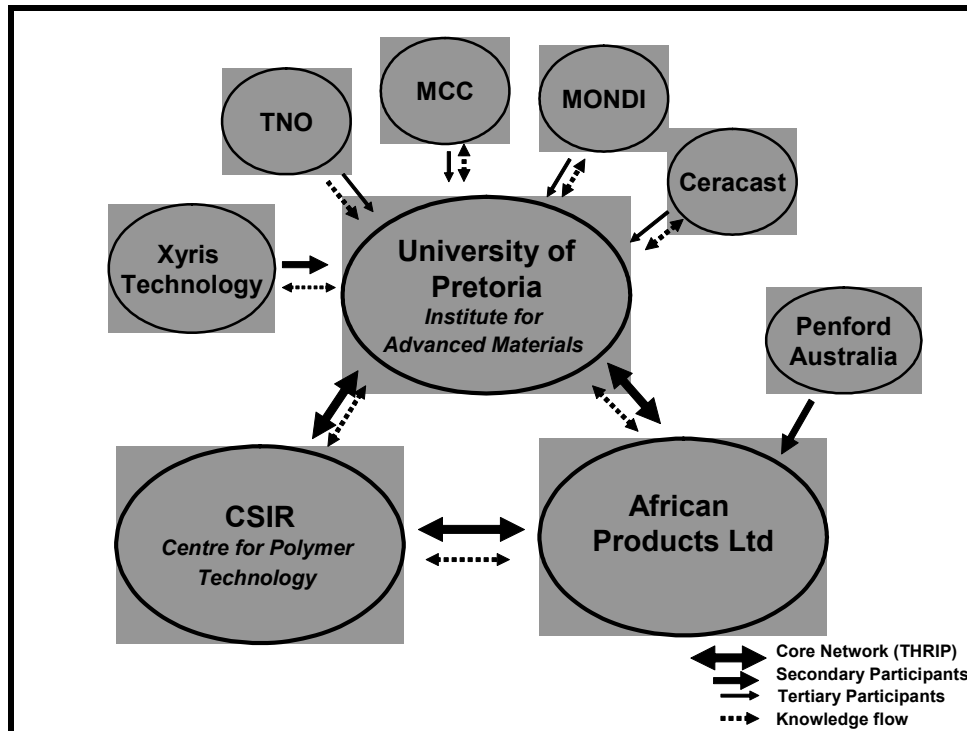 MCC
MONDI
TNO
Ceracast
Xyris
Technology
University of
Pretoria
Institute for
Advanced Materials
Penford
Australia
CSIR
Centre for Polymer
Technology
African
Products Ltd
Core Network (THRIP)
Secondary Participants
Tertiary Participants
Knowledge flow